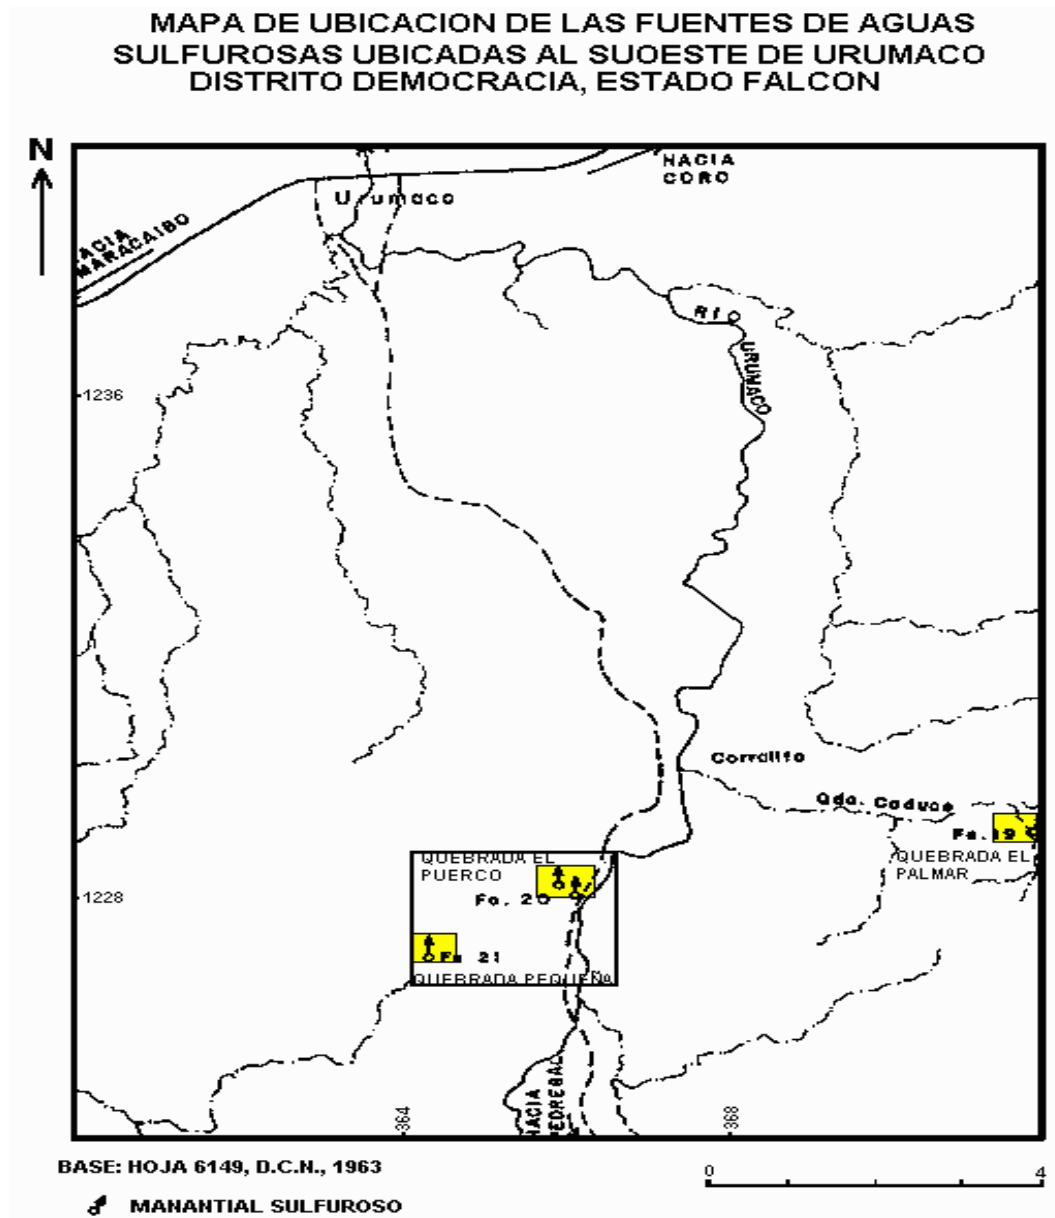 MAPA DE UBICACION DE LAS FUENTES DE AGUAS
SULFUROSAS UBICADAS AL SUOESTE DE URUMACO
DISTRITO DEMOCRACIA, ESTADO FALCON
N
HACIA
CORO
U umaco
ACIA
MARACAIBO
RIO
URUMACO
1236
Corralito
Qda. Caduce
Fa. 19
QUEBRADA EL
PALMAR
QUEBRADA EL
PUERCO
Fa. 20
1228
Fa 21
QUEBRADA PEQUEÑA
HACIA
PEDREGAL
364
368
BASE: HOJA 6149, D.C.N., 1963
0 4
MANANTIAL SULFUROSO